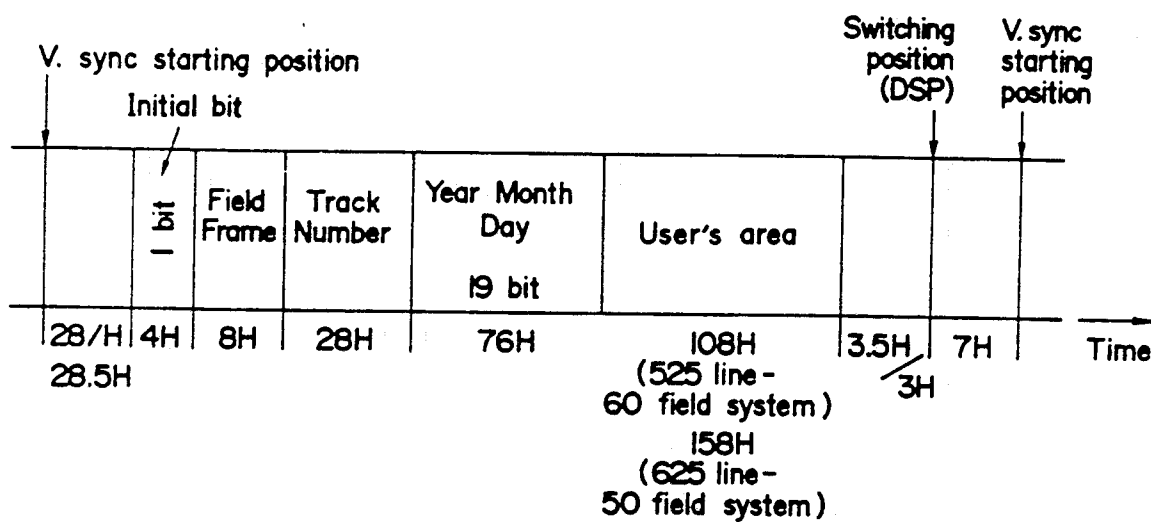 V. sync starting position
Initial bit
Switching
position
(DSP)
V. sync
starting
position
1 bit
Field
Frame
Track
Number
Year Month
Day
19 bit
User's area
28/H
28.5H
4H
8H
28H
76H
108H
(525 line-
60 field system)
158H
(625 line-
50 field system)
3.5H
/3H
7H
Time